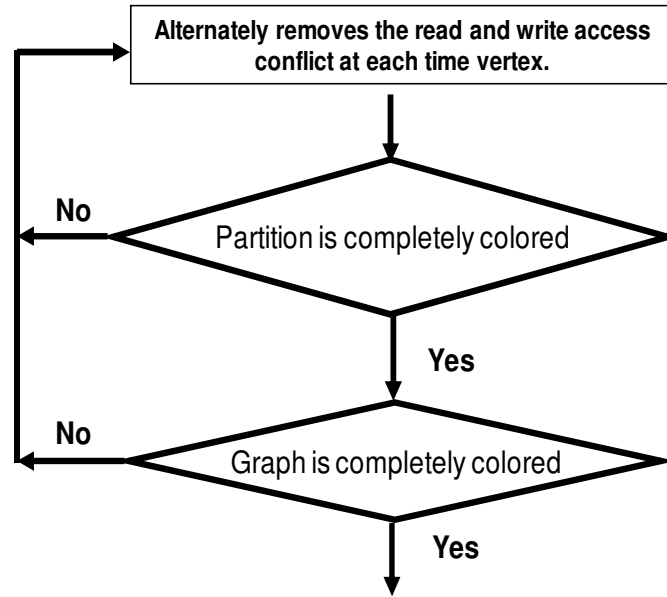 Alternately removes the read and write access
conflict at each time vertex.
No
Partition is completely colored
Yes
No
Graph is completely colored
Yes